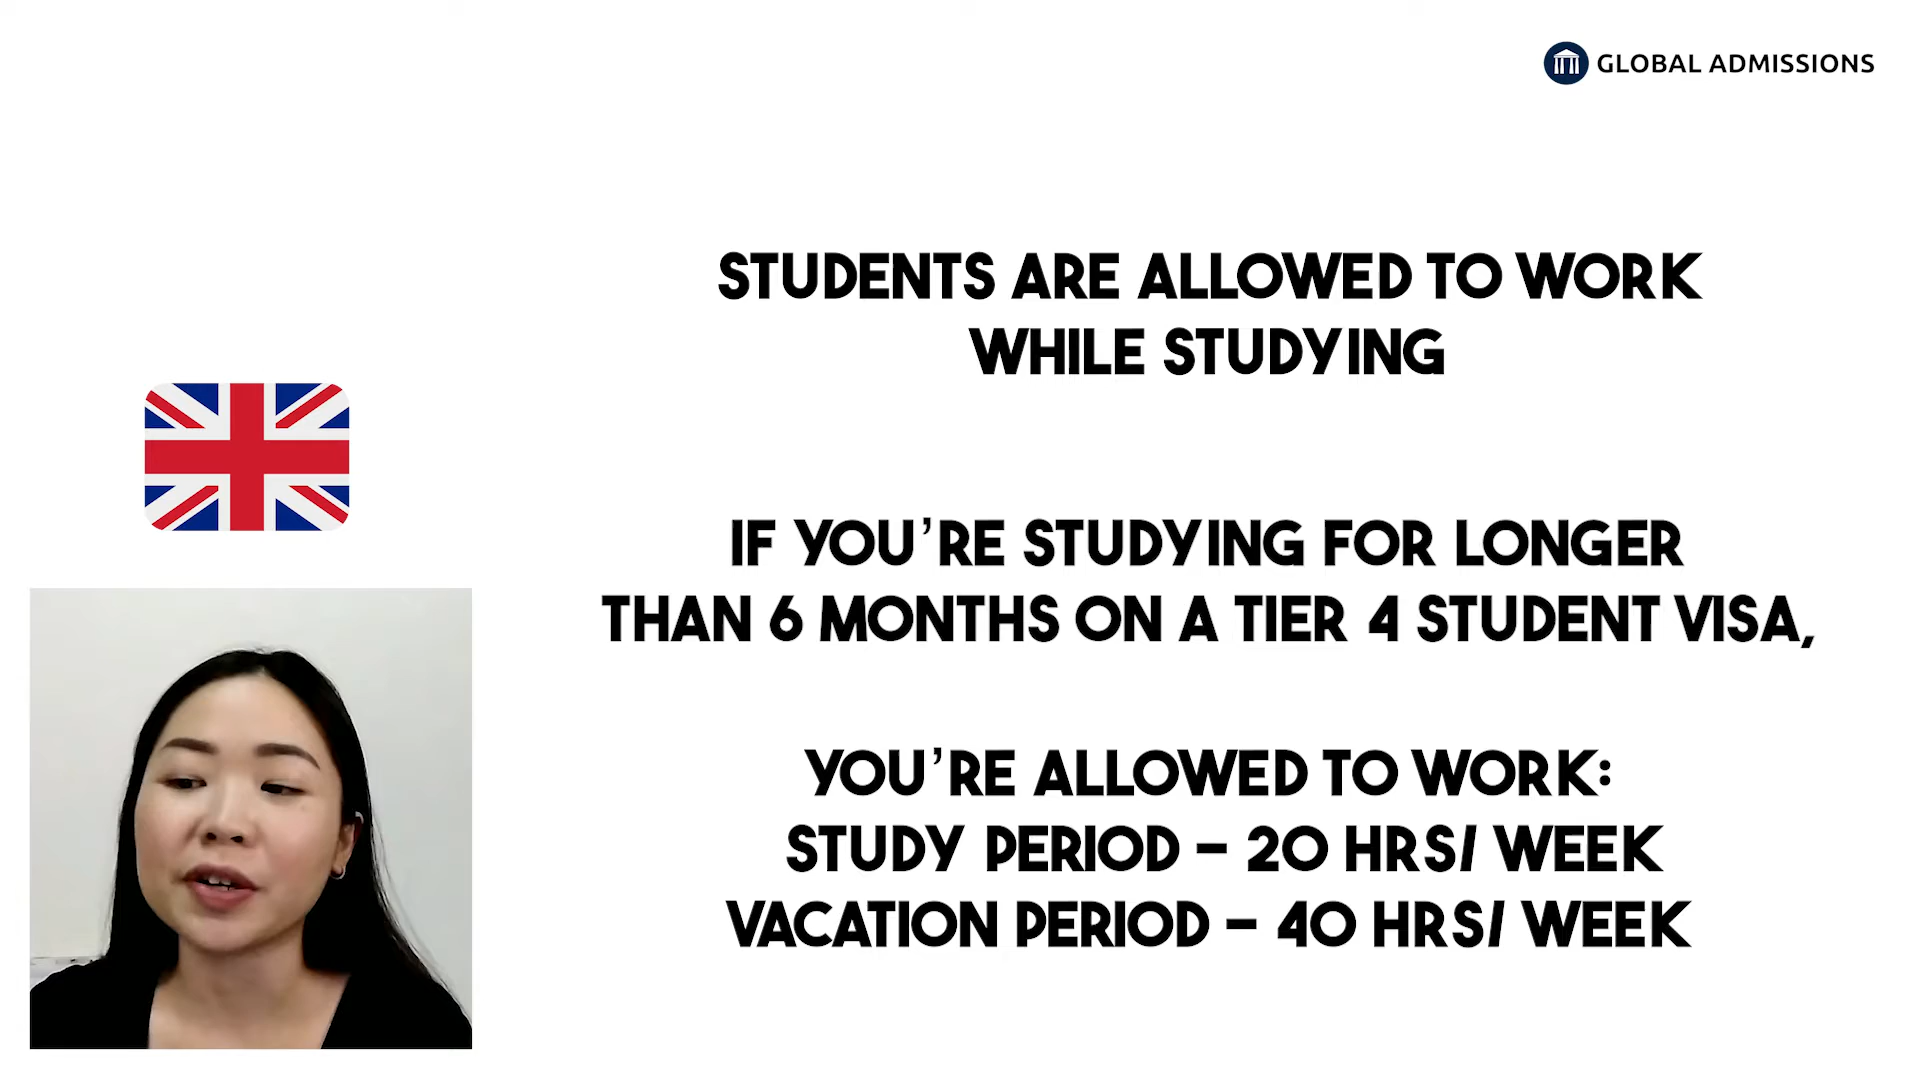 GLOBAL ADMISSIONS
STUDENTS ARE ALLOWED TO WORK
WHILE STUDYING
IF YOU'RE STUDYING FOR LONGER
THAN 6 MONTHS ON A TIER 4 STUDENT VISA,
YOU'RE ALLOWED TO WORK:
STUDY PERIOD – 20 HRS/ WEEK
VACATION PERIOD – 40 HRS/ WEEK